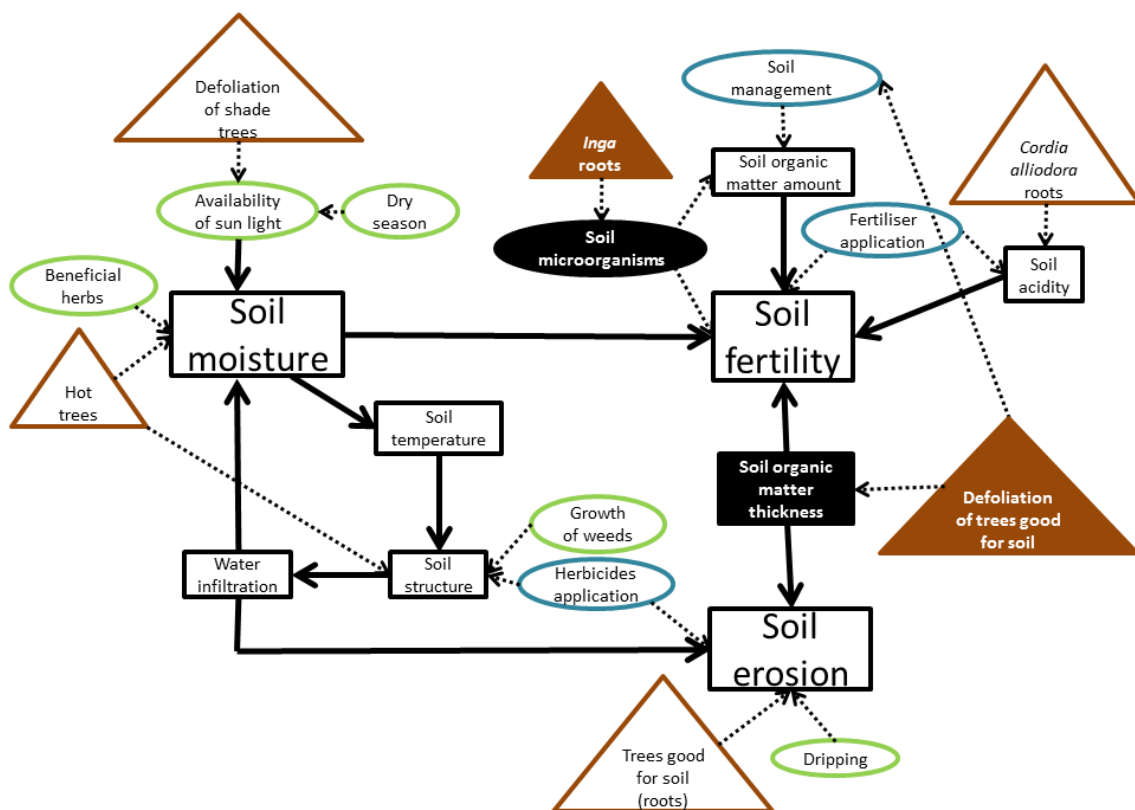 Defoliation
of shade
trees
Soil
management
Inga
roots
Cordia
alliodora
roots
Soil organic
matter amount
Availability
of sun light
Dry
season
Fertiliser
application
Soil
microorganisms
Soil
acidity
Beneficial
herbs
Soil
moisture
Soil
fertility
Hot
trees
Soil
temperature
Soil organic
matter
thickness
Defoliation
of trees good
for soil
Growth
of weeds
Water
infiltration
Soil
structure
Herbicides
application
Soil
erosion
Trees good
for soil
(roots)
Dripping